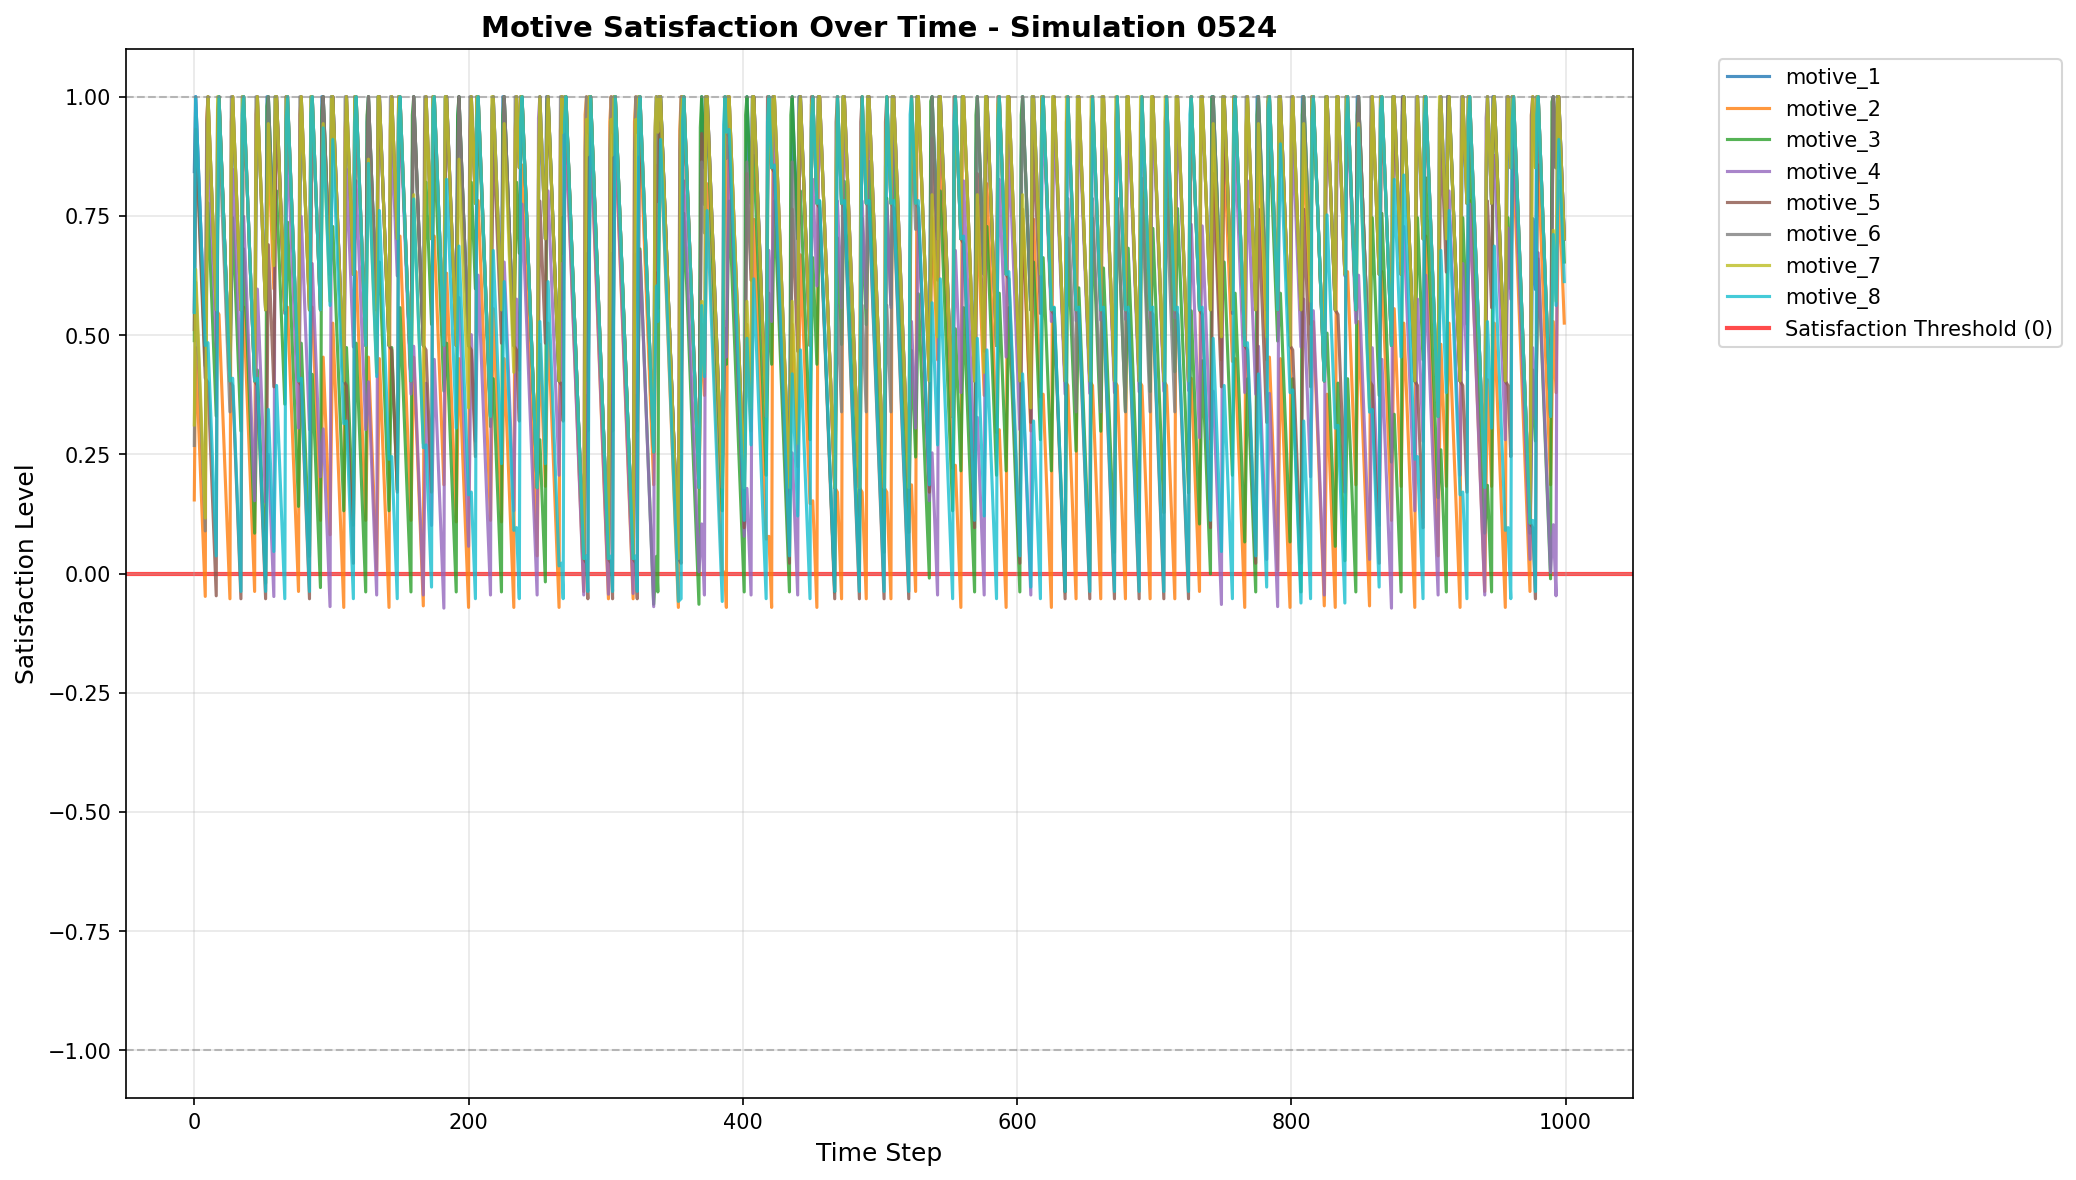 Motive Satisfaction Over Time - Simulation 0524
Satisfaction Level
1.00
0.75
0.50
0.25
0.00
−0.25
−0.50
−0.75
−1.00
0
200
400
600
800
1000
Time Step
motive_1
motive_2
motive_3
motive_4
motive_5
motive_6
motive_7
motive_8
Satisfaction Threshold (0)